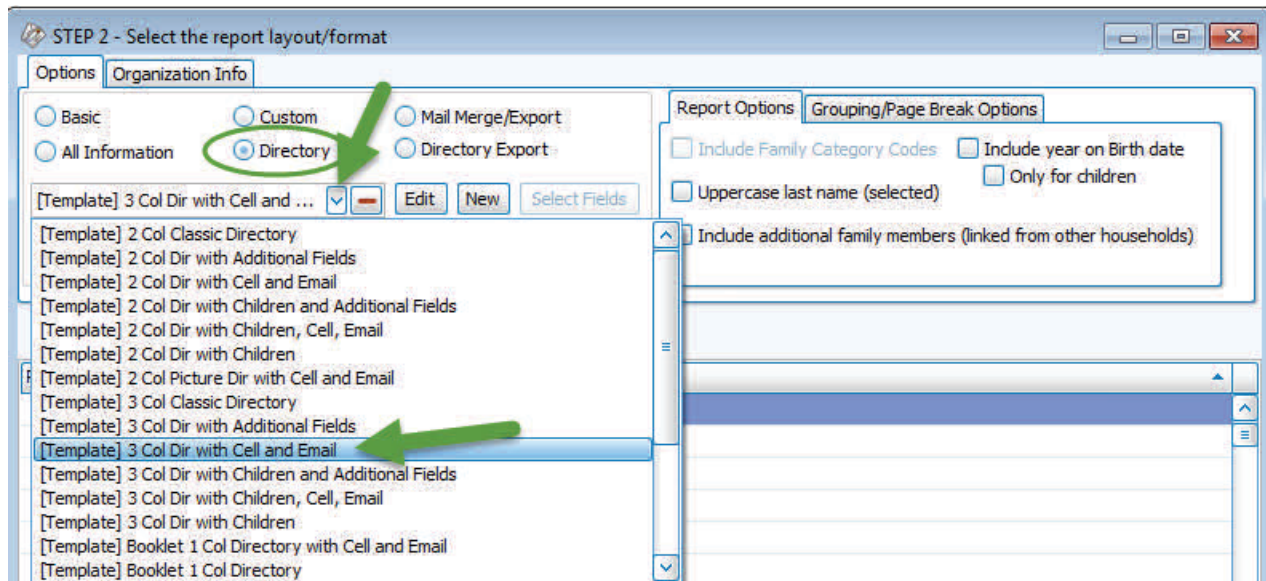 STEP 2 - Select the report layout/format
Options Organization Info
Basic Custom Mail Merge/Export
All Information Directory Directory Export
[Template] 3 Col Dir with Cell and ... Edit New Select Fields
Report Options Grouping/Page Break Options
Include Family Category Codes Include year on Birth date
Only for children
Uppercase last name (selected)
Include additional family members (linked from other households)
[Template] 2 Col Classic Directory
[Template] 2 Col Dir with Additional Fields
[Template] 2 Col Dir with Cell and Email
[Template] 2 Col Dir with Children and Additional Fields
[Template] 2 Col Dir with Children, Cell, Email
[Template] 2 Col Dir with Children
[Template] 2 Col Picture Dir with Cell and Email
[Template] 3 Col Classic Directory
[Template] 3 Col Dir with Additional Fields
[Template] 3 Col Dir with Cell and Email
[Template] 3 Col Dir with Children and Additional Fields
[Template] 3 Col Dir with Children, Cell, Email
[Template] 3 Col Dir with Children
[Template] Booklet 1 Col Directory with Cell and Email
[Template] Booklet 1 Col Directory